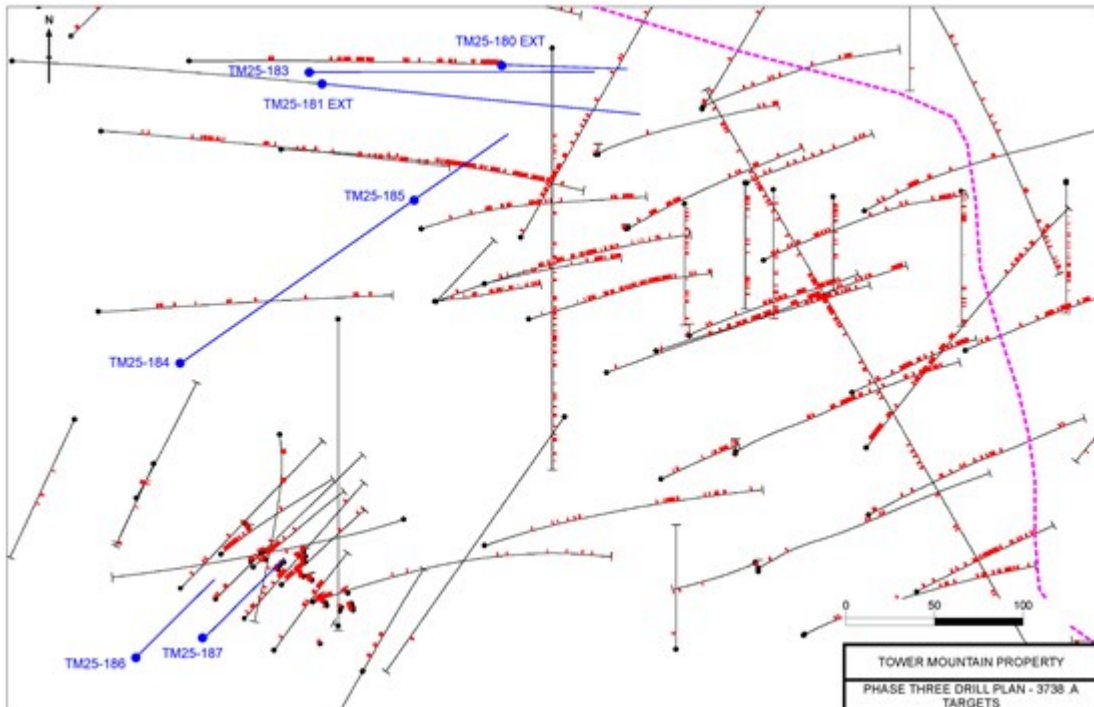 N
TM25-180 EXT
TM25-183
TM25-181 EXT
TM25-185
TM25-184
TM25-186
TM25-187
0 50 100
TOWER MOUNTAIN PROPERTY
PHASE THREE DRILL PLAN - 3738 A
TARGETS